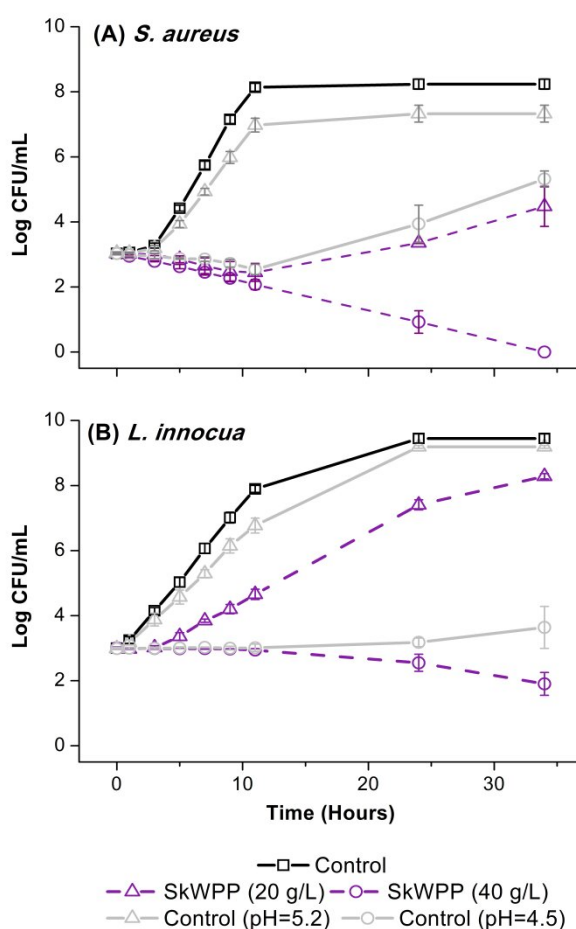 (A) S. aureus
10
8
6
4
2
0
Log CFU/mL
(B) L. innocua
10
8
6
4
2
0
Log CFU/mL
0 10 20 30
Time (Hours)
Control
SkWPP (20 g/L) SkWPP (40 g/L)
Control (pH=5.2) Control (pH=4.5)